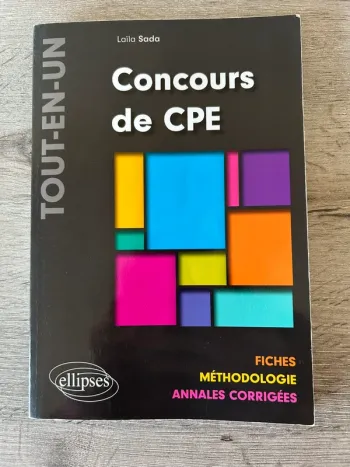 Laïla Sada
TOUT-EN-UN
Concours
de CPE
FICHES
MÉTHODOLOGIE
ANNALES CORRIGÉES
ellipses